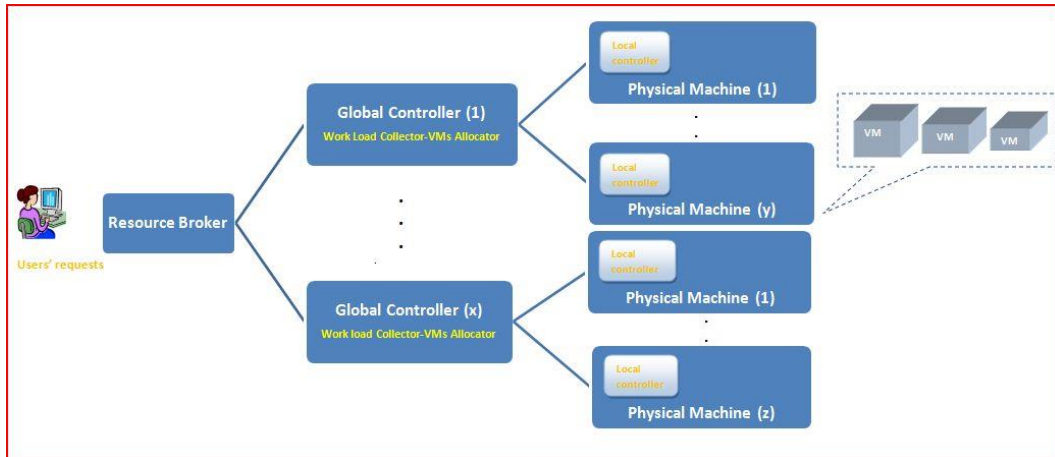 Users' requests
Resource Broker
Global Controller (1)
Work Load Collector-VMs Allocator
Global Controller (x)
Work load Collector-VMs Allocator
Local
controller
Physical Machine (1)
Local
controller
Physical Machine (y)
Local
controller
Physical Machine (1)
Local
controller
Physical Machine (z)
VM
VM
VM